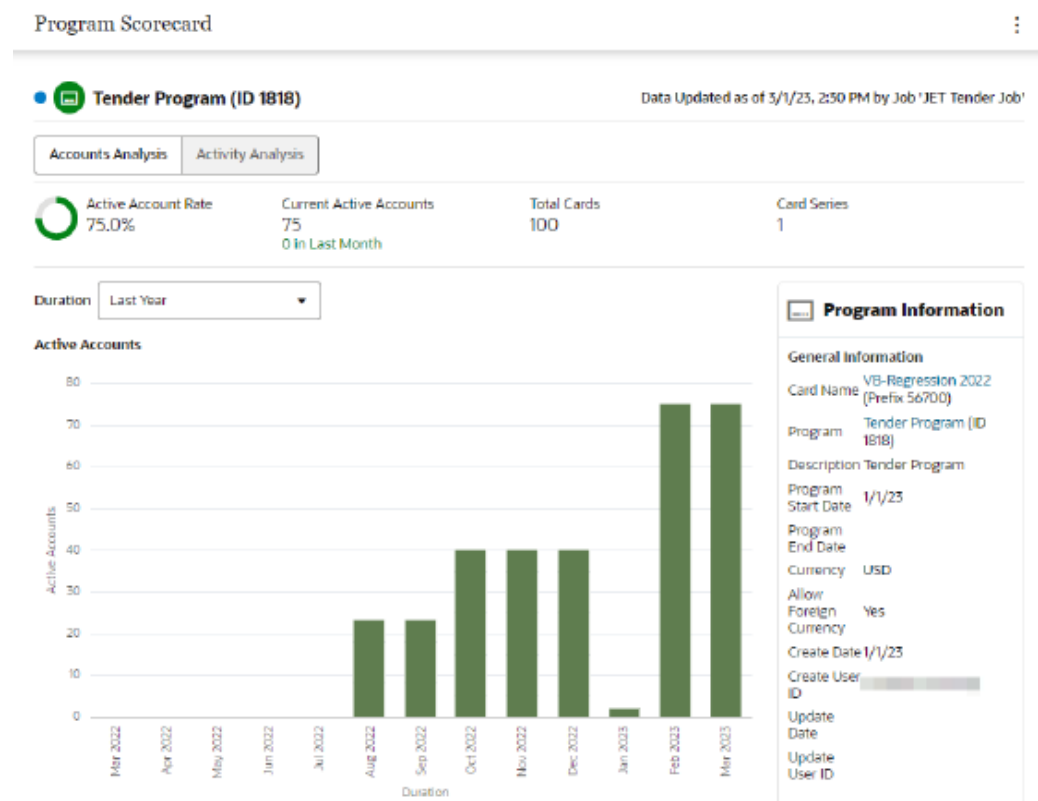 Program Scorecard
Tender Program (ID 1818)
Data Updated as of 3/1/23, 2:30 PM by Job 'JET Tender Job'
Accounts Analysis
Activity Analysis
Active Account Rate
75.0%
Current Active Accounts
75
0 in Last Month
Total Cards
100
Card Series
1
Duration
Last Year
Active Accounts
80
70
60
50
40
30
20
10
0
Active Accounts
Mar 2022
Apr 2022
May 2022
Jun 2022
Jul 2022
Aug 2022
Sep 2022
Oct 2022
Nov 2022
Dec 2022
Jan 2023
Feb 2023
Mar 2023
Duration
Program Information
General Information
Card Name VB-Regression 2022
(Prefix 56700)
Program Tender Program (ID
1818)
Description Tender Program
Program
Start Date 1/1/23
Program
End Date
Currency USD
Allow
Foreign Yes
Currency
Create Date 1/1/23
Create User
ID
Update
Date
Update
User ID